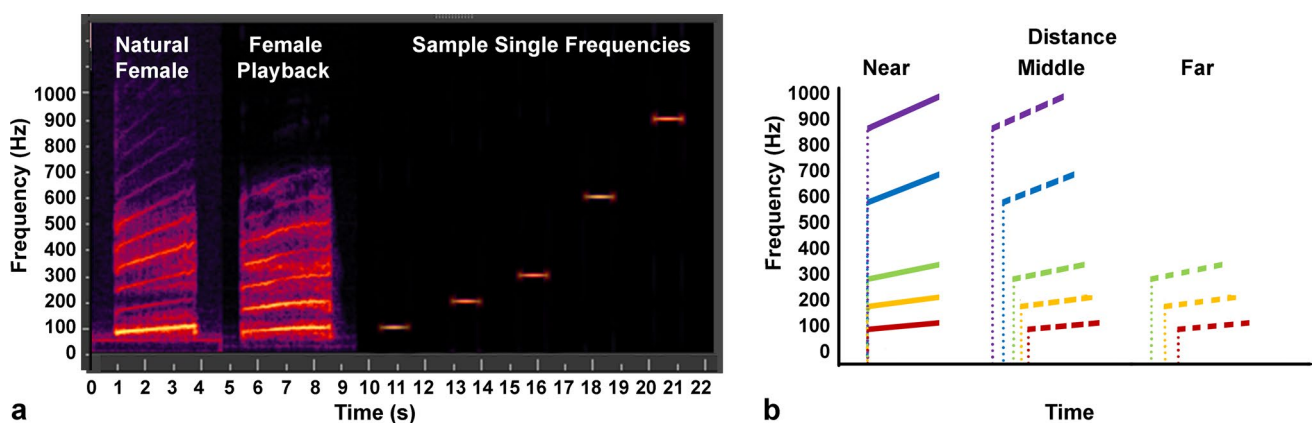 Natural
Female
Female
Playback
Sample Single Frequencies
Frequency (Hz)
1000
900
800
700
600
500
400
300
200
100
0
0 1 2 3 4 5 6 7 8 9 10 11 12 13 14 15 16 17 18 19 20 21 22
Time (s)
a
Distance
Near Middle Far
Frequency (Hz)
1000
900
800
700
600
500
400
300
200
100
0
b
Time